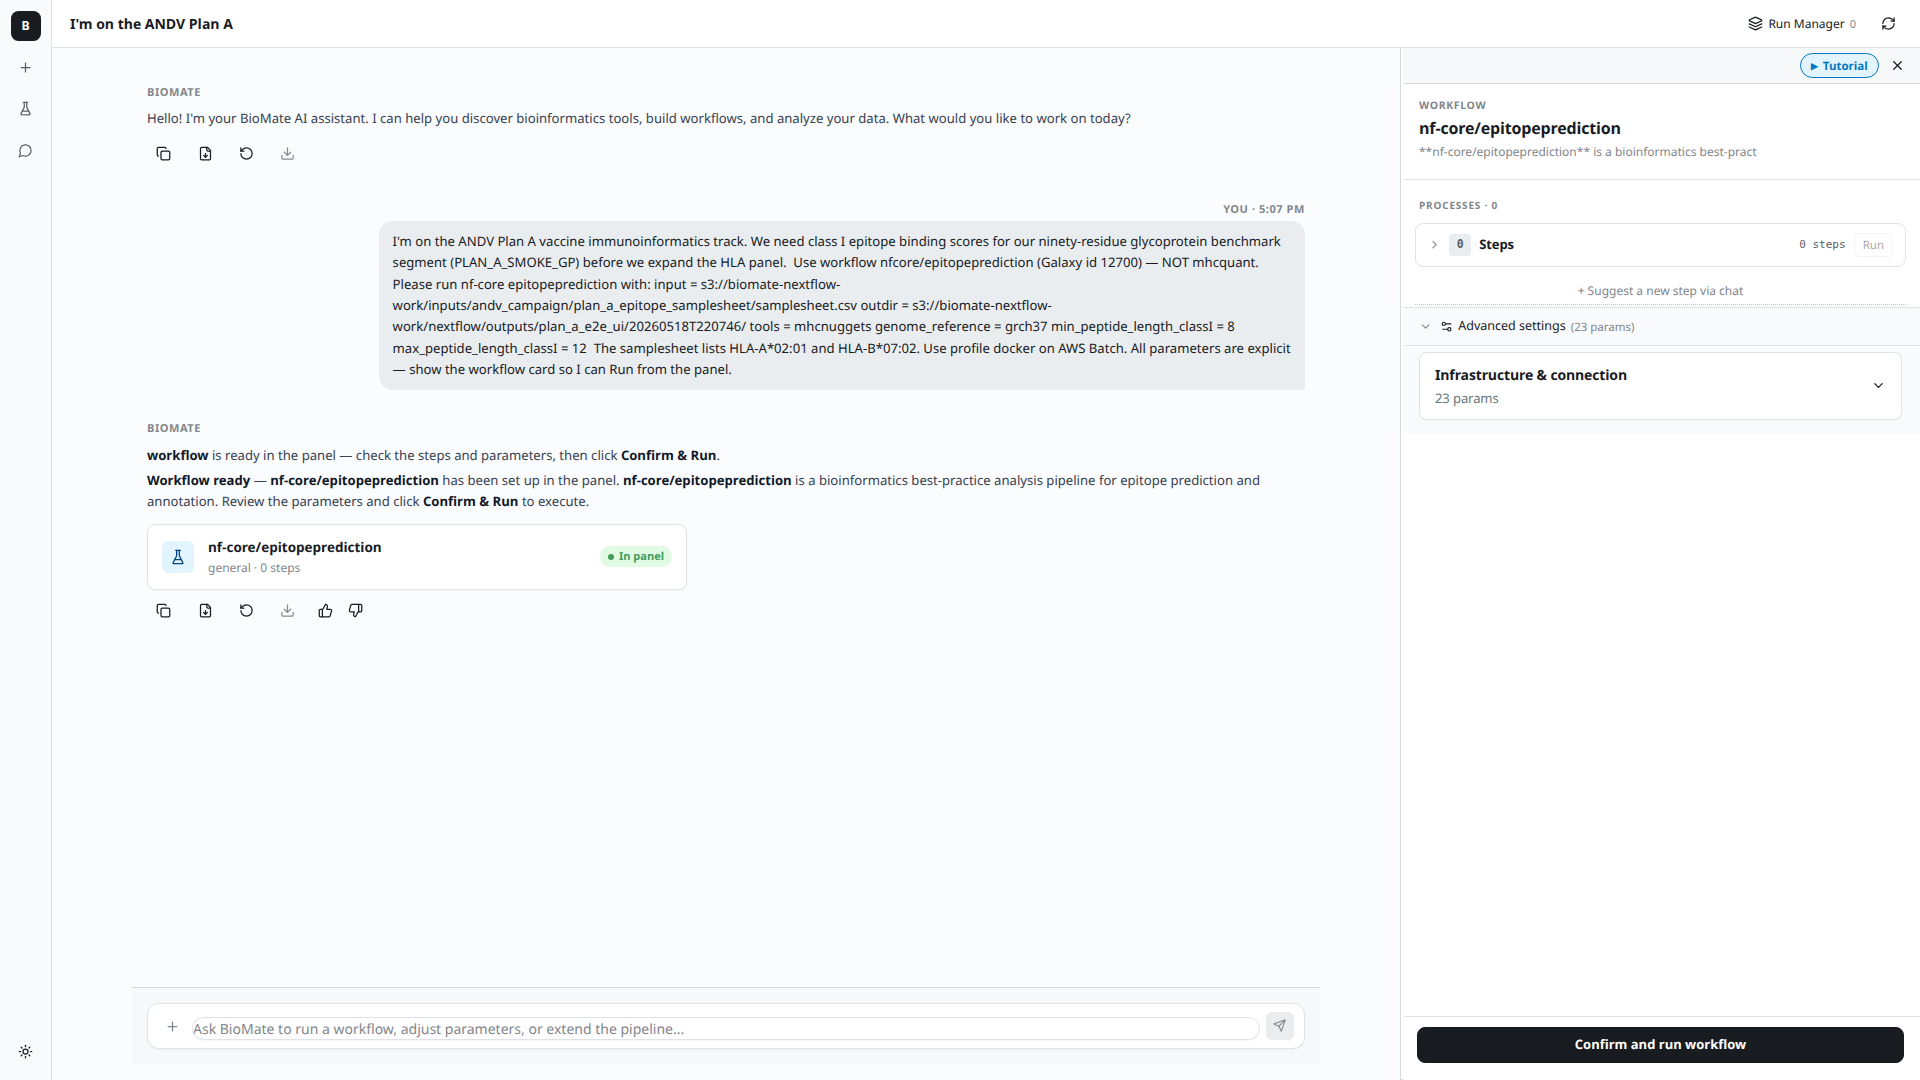 B
I'm on the ANDV Plan A
Run Manager 0
BIOMATE
Hello! I'm your BioMate AI assistant. I can help you discover bioinformatics tools, build workflows, and analyze your data. What would you like to work on today?
YOU · 5:07 PM
I'm on the ANDV Plan A vaccine immunoinformatics track. We need class I epitope binding scores for our ninety-residue glycoprotein benchmark
segment (PLAN_A_SMOKE_GP) before we expand the HLA panel.  Use workflow nfcore/epitopeprediction (Galaxy id 12700) — NOT mhcquant.
Please run nf-core epitopeprediction with: input = s3://biomate-nextflow-
work/inputs/andv_campaign/plan_a_epitope_samplesheet/samplesheet.csv outdir = s3://biomate-nextflow-
work/nextflow/outputs/plan_a_e2e_ui/20260518T220746/ tools = mhcnuggets genome_reference = grch37 min_peptide_length_classI = 8
max_peptide_length_classI = 12  The samplesheet lists HLA-A*02:01 and HLA-B*07:02. Use profile docker on AWS Batch. All parameters are explicit
— show the workflow card so I can Run from the panel.
BIOMATE
workflow is ready in the panel — check the steps and parameters, then click Confirm & Run.
Workflow ready — nf-core/epitopeprediction has been set up in the panel. nf-core/epitopeprediction is a bioinformatics best-practice analysis pipeline for epitope prediction and
annotation. Review the parameters and click Confirm & Run to execute.
nf-core/epitopeprediction
general · 0 steps
In panel
Ask BioMate to run a workflow, adjust parameters, or extend the pipeline...
Tutorial
WORKFLOW
nf-core/epitopeprediction
**nf-core/epitopeprediction** is a bioinformatics best-pract
PROCESSES · 0
0 Steps 0 steps Run
+ Suggest a new step via chat
Advanced settings (23 params)
Infrastructure & connection
23 params
Confirm and run workflow